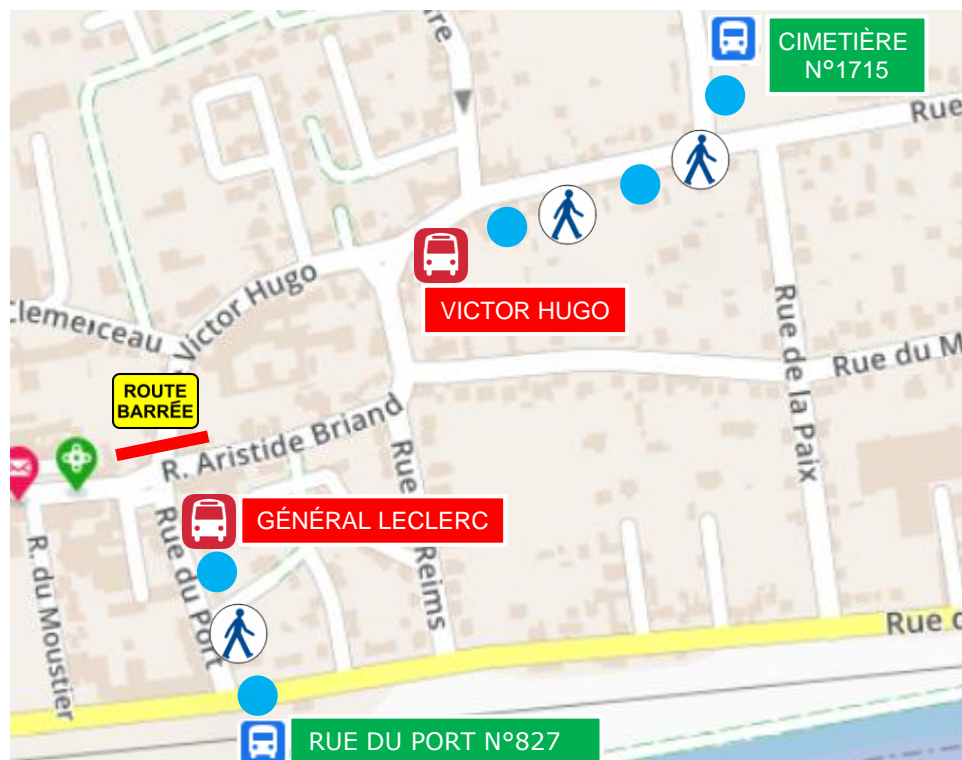 re
CIMETIÈRE
N°1715
Rue
VICTOR HUGO
Victor Hugo
Clemenceau
Rue de la Paix
Rue du M
ROUTE
BARRÉE
R. Aristide Briand
Rue
Reims
GÉNÉRAL LECLERC
Rue du Port
R. du Moustier
Rue d
RUE DU PORT N°827